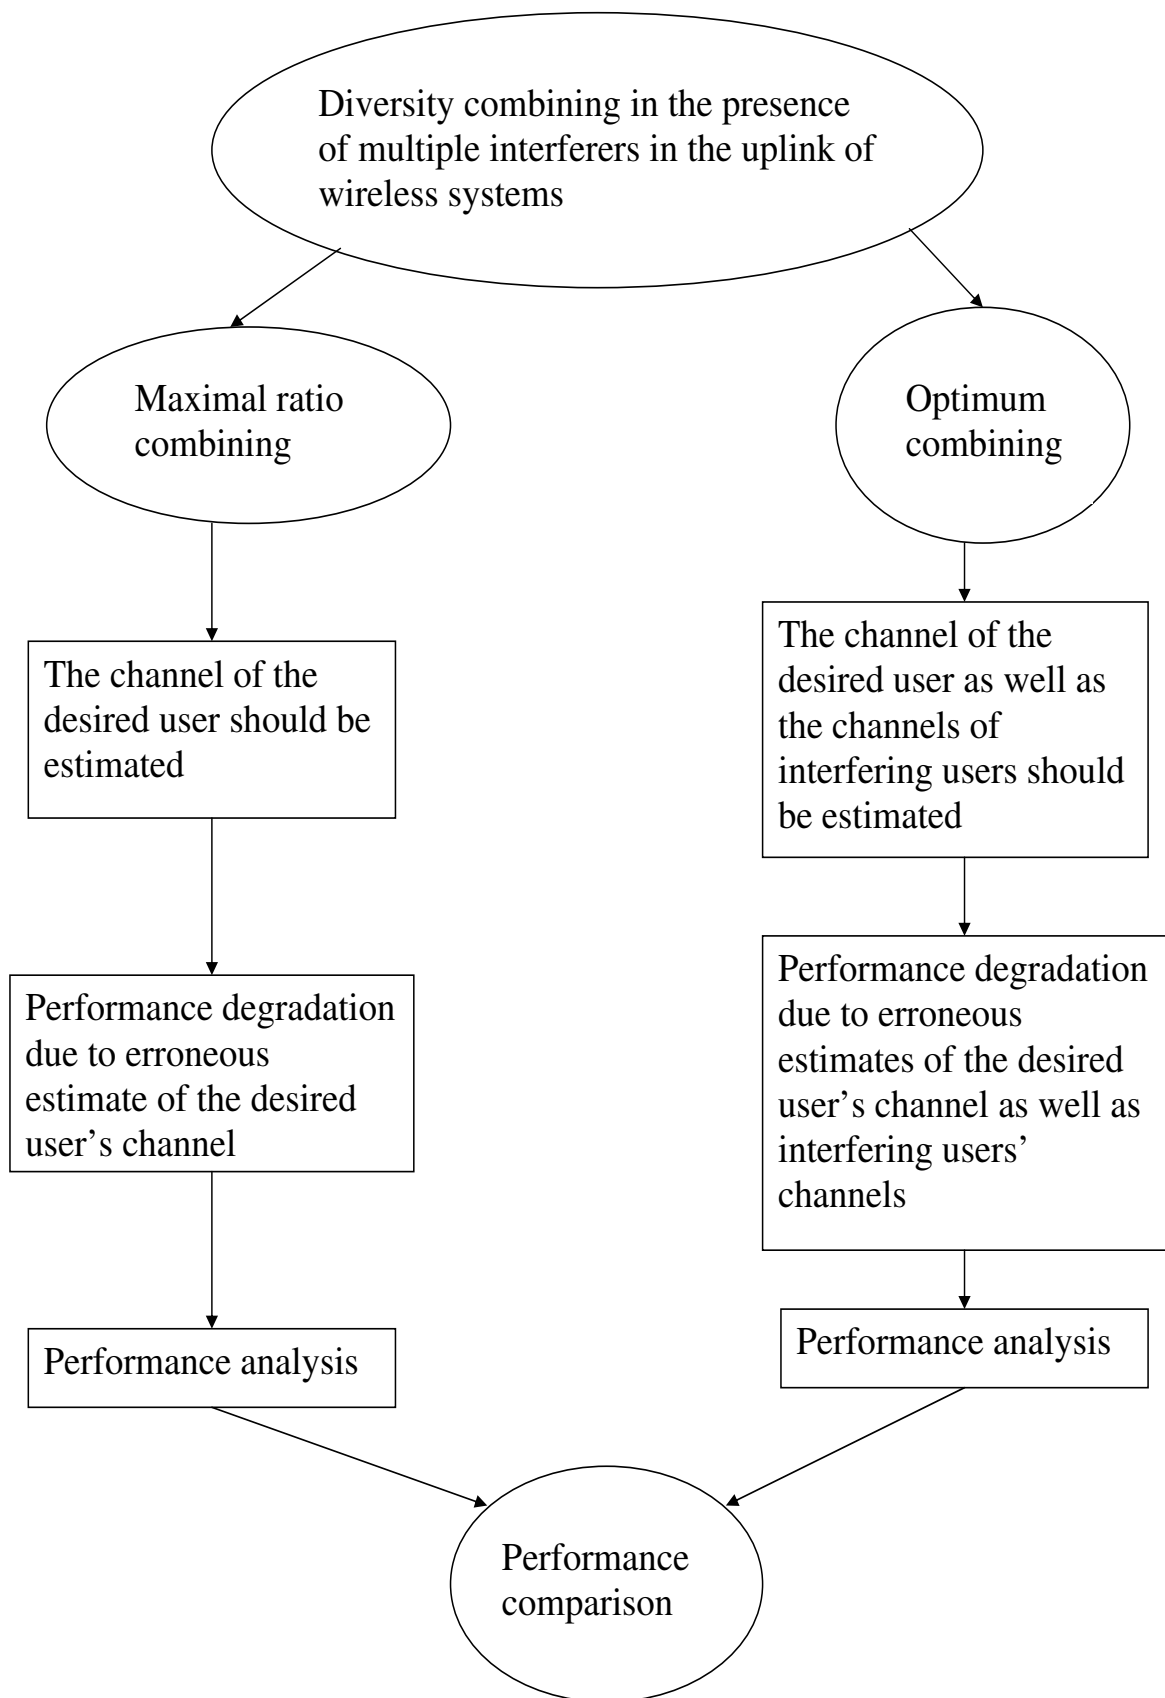 Diversity combining in the presence
of multiple interferers in the uplink of
wireless systems
Maximal ratio
combining
Optimum
combining
The channel of the
desired user should be
estimated
The channel of the
desired user as well as
the channels of
interfering users should
be estimated
Performance degradation
due to erroneous
estimate of the desired
user’s channel
Performance degradation
due to erroneous
estimates of the desired
user’s channel as well as
interfering users’
channels
Performance analysis
Performance analysis
Performance
comparison